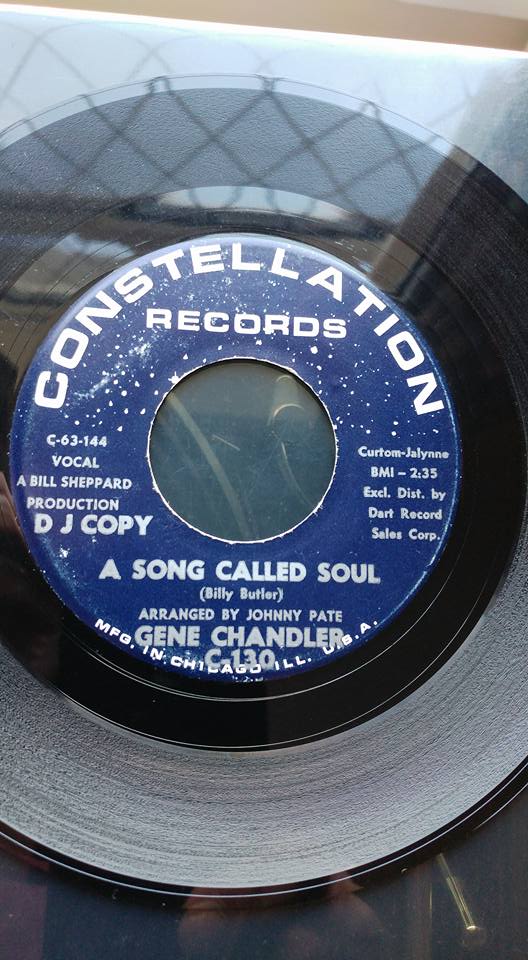 CONSTELLATION
RECORDS
C-63-144
VOCAL
A BILL SHEPPARD
PRODUCTION
D J COPY
Curtom-Jalynne
BMI - 2:35
Excl. Dist. by
Dart Record
Sales Corp.
A SONG CALLED SOUL
(Billy Butler)
ARRANGED BY JOHNNY PATE
GENE CHANDLER
C-130
MFG. IN CHICAGO ILL. U.S.A.